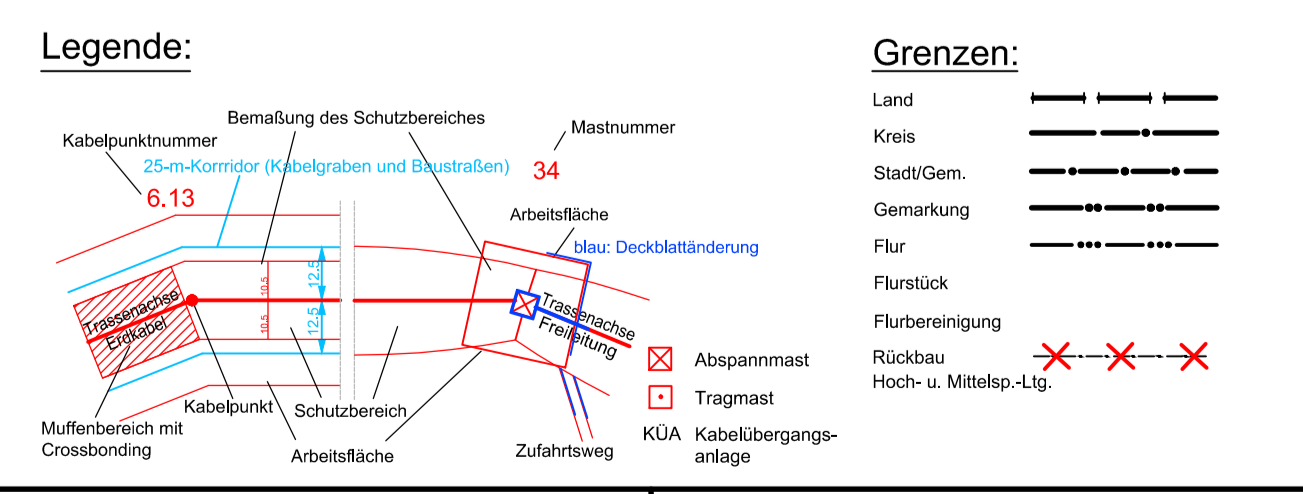 Legende:
Kabelpunktnummer
Bemaßung des Schutzbereiches
Mastnummer
25-m-Korrridor (Kabelgraben und Baustraßen)
34
6.13
Arbeitsfläche
blau: Deckblattänderung
12.5
10.5
10.5
12.5
Trassenachse
Erdkabel
Trassenachse
Freileitung
Abspannmast
Tragmast
KÜA Kabelübergangs-
anlage
Kabelpunkt
Schutzbereich
Muffenbereich mit
Crossbonding
Arbeitsfläche
Zufahrtsweg
Grenzen:
Land
Kreis
Stadt/Gem.
Gemarkung
Flur
Flurstück
Flurbereinigung
Rückbau
Hoch- u. Mittelsp.-Ltg.